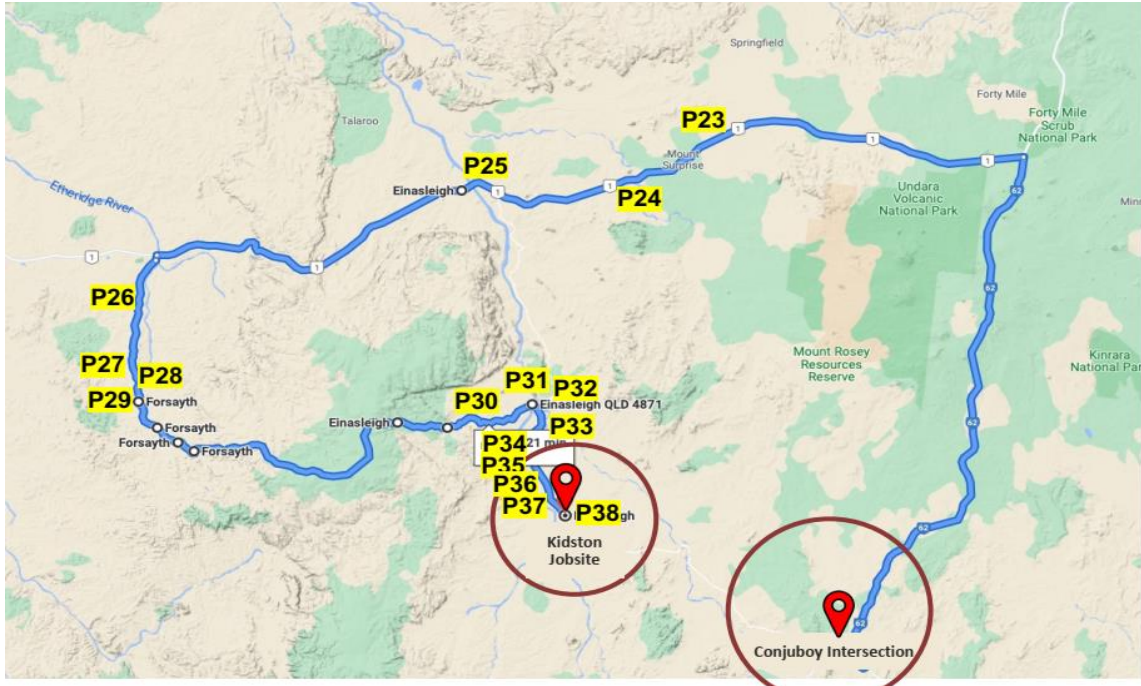 Springfield
Forty Mile
Forty Mile
Scrub
National Park
P23
1
1
1
Talaroo
Mount
Surprise
P25
Einasleigh
1
1
P24
Undara
Volcanic
National Park
62
Etheridge River
1
1
P26
62
P27
P28
P29
Forsayth
Mount Rosey
Resources
Reserve
Kinrara
National Par
P31
P32
P30
Einasleigh QLD 4871
Einasleigh
Forsayth
Forsayth
Forsayth
P33
P34
21 min
P35
62
P36
P37
P38
Kidston
Jobsite
62
62
Conjuboy Intersection